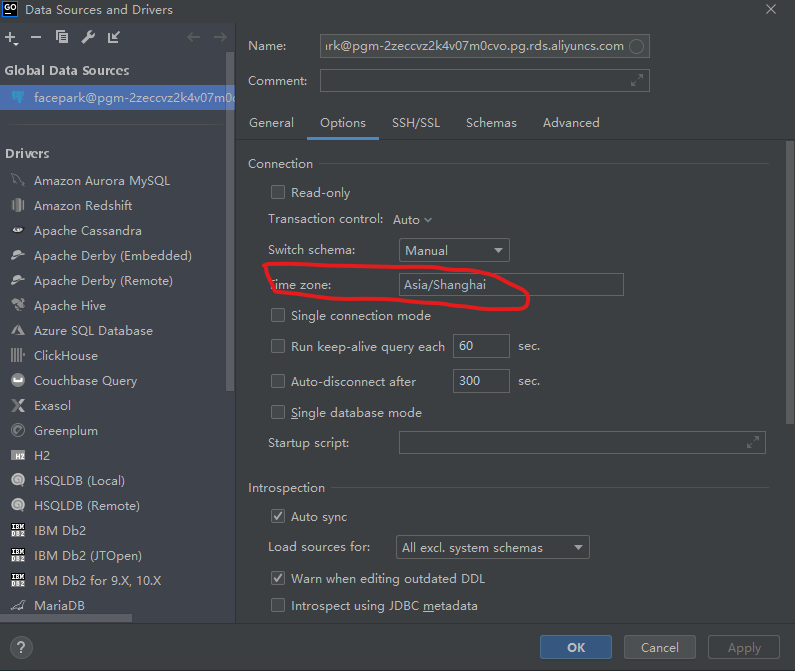 GO
Data Sources and Drivers
Global Data Sources
facepark@pgm-2zeccvz2k4v07m0c
Drivers
Amazon Aurora MySQL
Amazon Redshift
Apache Cassandra
Apache Derby (Embedded)
Apache Derby (Remote)
Apache Hive
Azure SQL Database
ClickHouse
Couchbase Query
Exasol
Greenplum
H2
HSQLDB (Local)
HSQLDB (Remote)
IBM Db2
IBM Db2 (JTOpen)
IBM Db2 for 9.X, 10.X
MariaDB
Name: ark@pgm-2zeccvz2k4v07m0cvo.pg.rds.aliyuncs.com
Comment:
General Options SSH/SSL Schemas Advanced
Connection
Read-only
Transaction control: Auto
Switch schema: Manual
Time zone: Asia/Shanghai
Single connection mode
Run keep-alive query each 60 sec.
Auto-disconnect after 300 sec.
Single database mode
Startup script:
Introspection
Auto sync
Load sources for: All excl. system schemas
Warn when editing outdated DDL
Introspect using JDBC metadata
? OK Cancel Apply